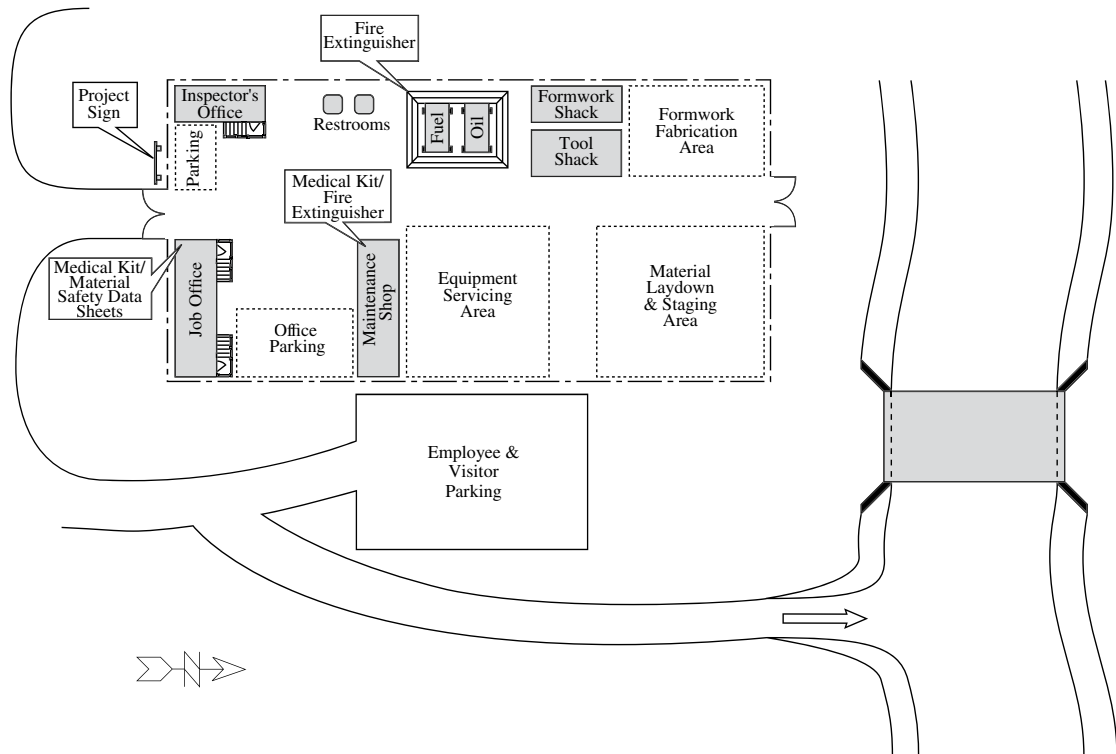 Fire
Extinguisher
Project
Sign
Inspector's
Office
Restrooms
Fuel
Oil
Formwork
Shack
Tool
Shack
Formwork
Fabrication
Area
Parking
Medical Kit/
Fire
Extinguisher
Medical Kit/
Material
Safety Data
Sheets
Job Office
Office
Parking
Maintenance
Shop
Equipment
Servicing
Area
Material
Laydown
& Staging
Area
Employee &
Visitor
Parking
N